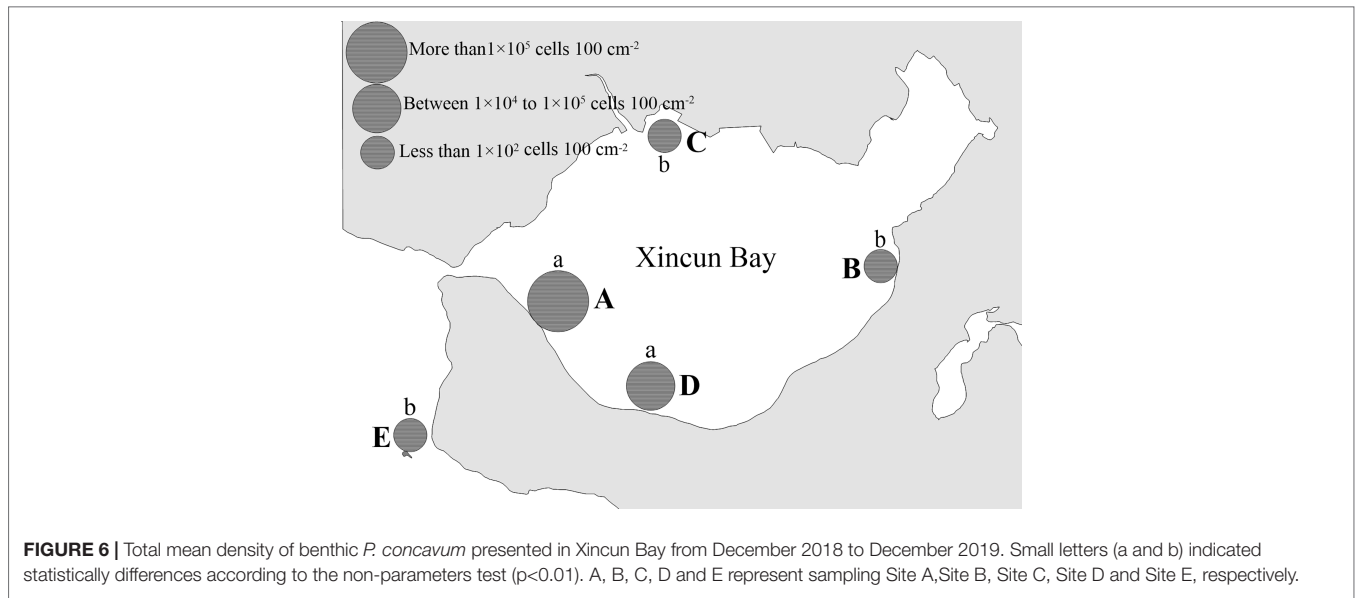 More than1×10⁵ cells 100 cm⁻²
Between 1×10⁴ to 1×10⁵ cells 100 cm⁻²
Less than 1×10² cells 100 cm⁻²
C
b
b
B
Xincun Bay
a
A
a
D
b
E
FIGURE 6 | Total mean density of benthic P. concavum presented in Xincun Bay from December 2018 to December 2019. Small letters (a and b) indicated
statistically differences according to the non-parameters test (p<0.01). A, B, C, D and E represent sampling Site A,Site B, Site C, Site D and Site E, respectively.